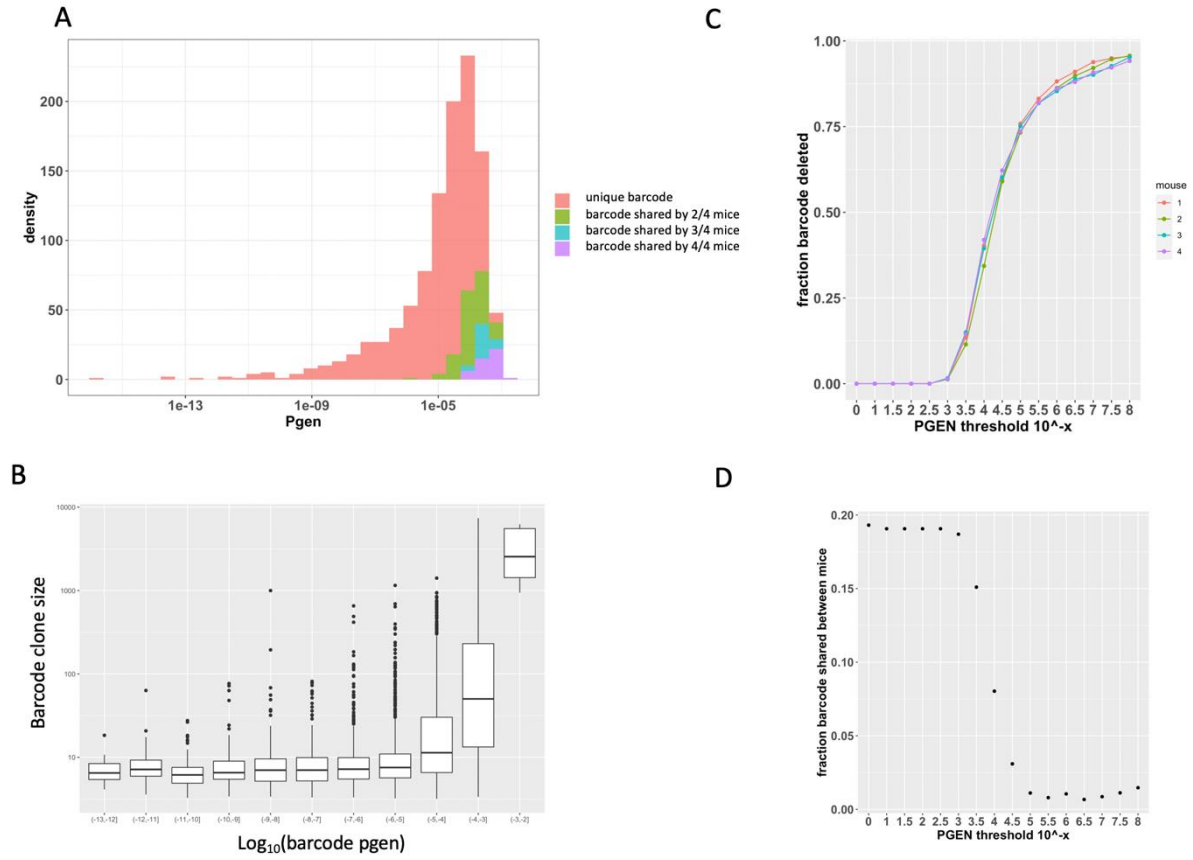 A
200
150
100
50
0
density
1e-13
1e-09
1e-05
Pgen
unique barcode
barcode shared by 2/4 mice
barcode shared by 3/4 mice
barcode shared by 4/4 mice
C
1.00
0.75
0.50
0.25
0.00
fraction barcode deleted
0 1 1.5 2 2.5 3 3.5 4 4.5 5 5.5 6 6.5 7 7.5 8
PGEN threshold 10^-x
mouse
1
2
3
4
B
10000
1000
100
10
Barcode clone size
(-13,-12] (-12,-11] (-11,-10] (-10,-9] (-9,-8] (-8,-7] (-7,-6] (-6,-5] (-5,-4] (-4,-3] (-3,-2]
Log10(barcode pgen)
D
0.20
0.15
0.10
0.05
0.00
fraction barcode shared between mice
0 1 1.5 2 2.5 3 3.5 4 4.5 5 5.5 6 6.5 7 7.5 8
PGEN threshold 10^-x